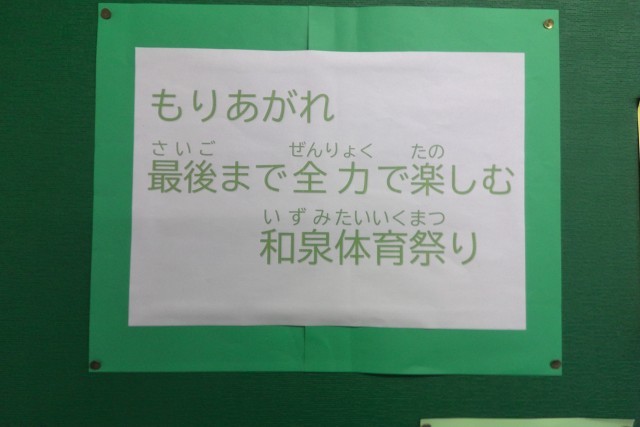 もりあがれ
さいご ぜんりょく たの
最後まで全力で楽しむ
いずみたいいくまつ
和泉体育祭り